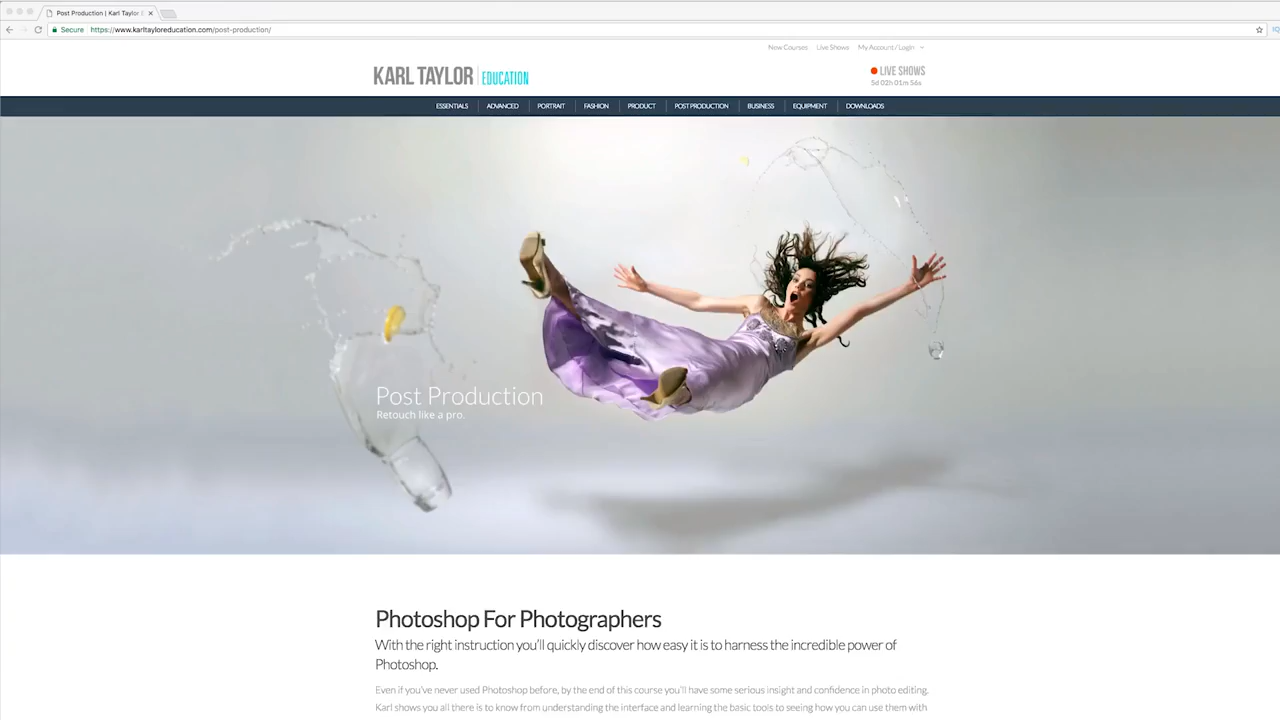 Post Production | Karl Taylor
Secure https://www.karltayloreducation.com/post-production/
New Courses Live Shows My Account / Login
KARL TAYLOR EDUCATION
LIVE SHOWS
5d 02h 01m 56s
ESSENTIALS ADVANCED PORTRAIT FASHION PRODUCT POST PRODUCTION BUSINESS EQUIPMENT DOWNLOADS
Post Production
Retouch like a pro.
Photoshop For Photographers
With the right instruction you'll quickly discover how easy it is to harness the incredible power of
Photoshop.
Even if you've never used Photoshop before, by the end of this course you'll have some serious insight and confidence in photo editing.
Karl shows you all there is to know from understanding the interface and learning the basic tools to seeing how you can use them with